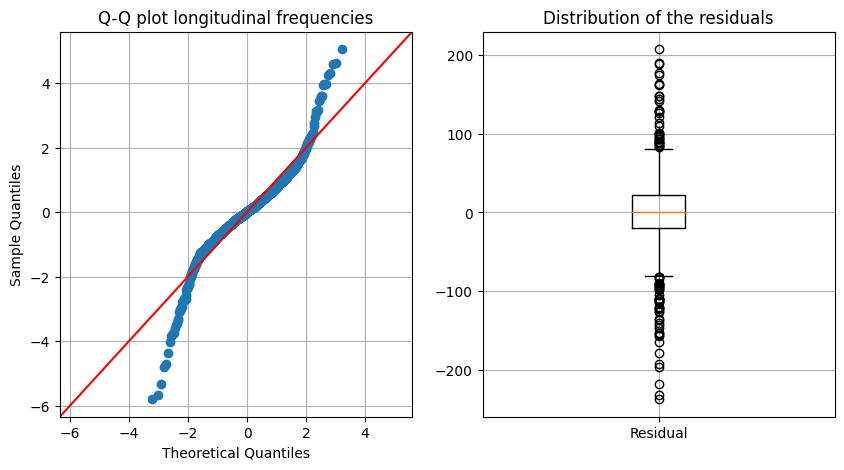 Q-Q plot longitudinal frequencies
Sample Quantiles
4
2
0
−2
−4
−6
−6 −4 −2 0 2 4
Theoretical Quantiles
Distribution of the residuals
200
100
0
−100
−200
Residual